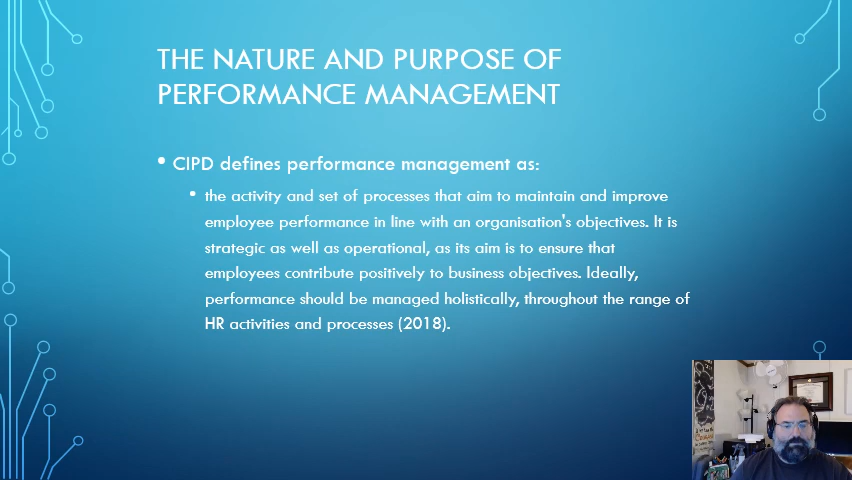 THE NATURE AND PURPOSE OF
PERFORMANCE MANAGEMENT
• CIPD defines performance management as:
• the activity and set of processes that aim to maintain and improve
employee performance in line with an organisation's objectives. It is
strategic as well as operational, as its aim is to ensure that
employees contribute positively to business objectives. Ideally,
performance should be managed holistically, throughout the range of
HR activities and processes (2018).